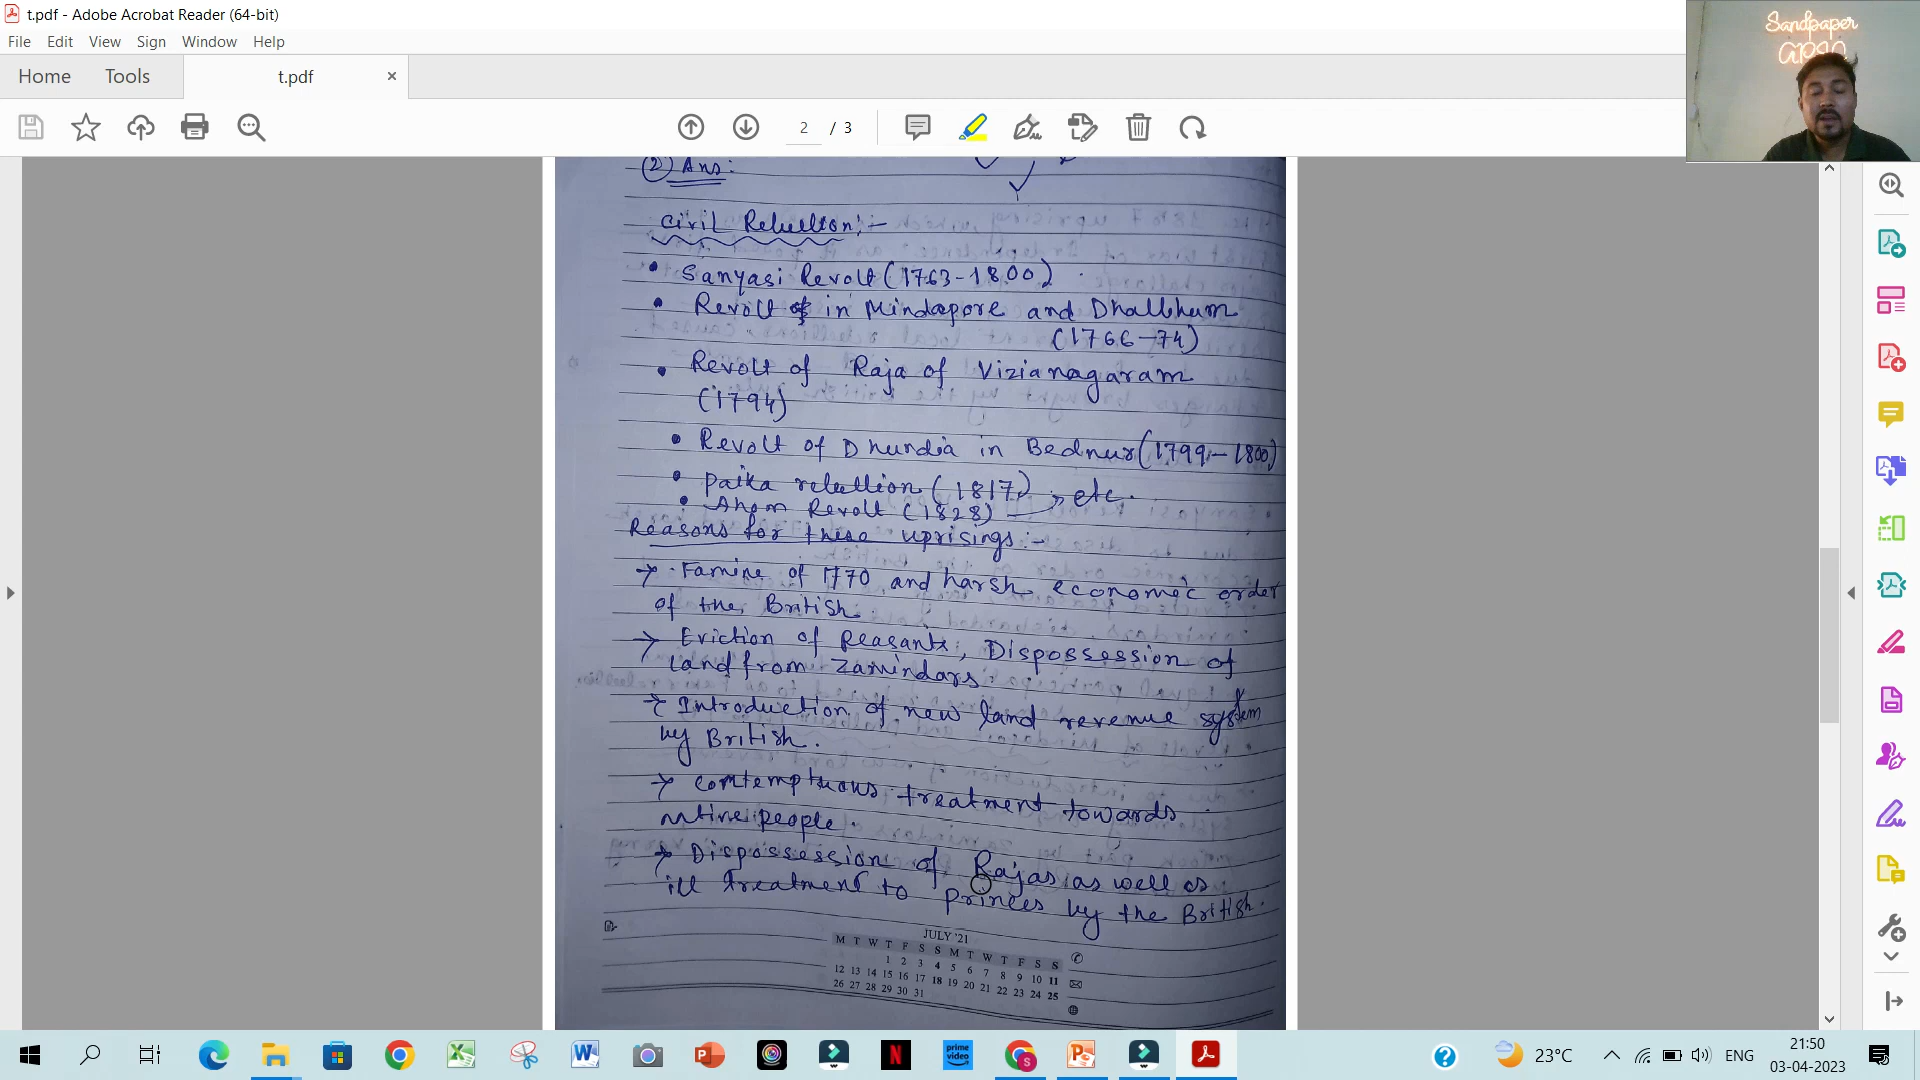 t.pdf - Adobe Acrobat Reader (64-bit)
File Edit View Sign Window Help
Home Tools t.pdf ×
2 / 3
Sandpaper
(2) Ans:
Civil Rebellion:-
• Sanyasi Revolt (1763-1800)
• Revolt in Midnapore and Dhalbhum
(1766-74)
• Revolt of Raja of Vizianagaram
(1794)
• Revolt of Dhundia in Bednur (1799-1800)
• Paika rebellion (1817), etc.
• Ahom Revolt (1828)
Reasons for these uprisings:-
→ Famine of 1770 and harsh economic order
of the British.
→ Eviction of Peasants, Dispossession of
land from Zamindars.
→ Introduction of new land revenue system
by British.
→ Contemptuous treatment towards
native people.
→ Dispossession of Rajas as well as
ill treatment to princes by the British.
JULY '21
M T W T F S S M T W T F S S
1 2 3 4 5 6 7 8 9 10 11
12 13 14 15 16 17 18 19 20 21 22 23 24 25
26 27 28 29 30 31
23°C ENG 21:50
03-04-2023